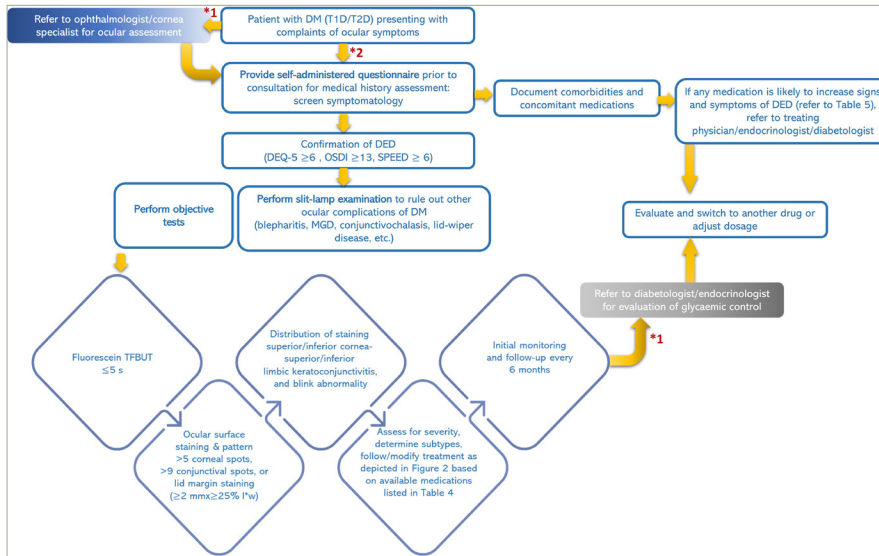 Refer to ophthalmologist/cornea
specialist for ocular assessment
*1
Patient with DM (T1D/T2D) presenting with
complaints of ocular symptoms
*2
Provide self-administered questionnaire prior to
consultation for medical history assessment:
screen symptomatology
Document comorbidities and
concomitant medications
If any medication is likely to increase signs
and symptoms of DED (refer to Table 5),
refer to treating
physician/endocrinologist/diabetologist
Confirmation of DED
(DEQ-5 ≥6 , OSDI ≥13, SPEED ≥ 6)
Perform slit-lamp examination to rule out other
ocular complications of DM
(blepharitis, MGD, conjunctivochalasis, lid-wiper
disease, etc.)
Perform objective
tests
Evaluate and switch to another drug or
adjust dosage
Refer to diabetologist/endocrinologist
for evaluation of glycaemic control
*1
Fluorescein TFBUT
≤5 s
Ocular surface
staining & pattern
>5 corneal spots,
>9 conjunctival spots, or
lid margin staining
(≥2 mmx≥25% l*w)
Distribution of staining
superior/inferior cornea-
superior/inferior
limbic keratoconjunctivitis,
and blink abnormality
Assess for severity,
determine subtypes,
follow/modify treatment as
depicted in Figure 2 based
on available medications
listed in Table 4
Initial monitoring
and follow-up every
6 months